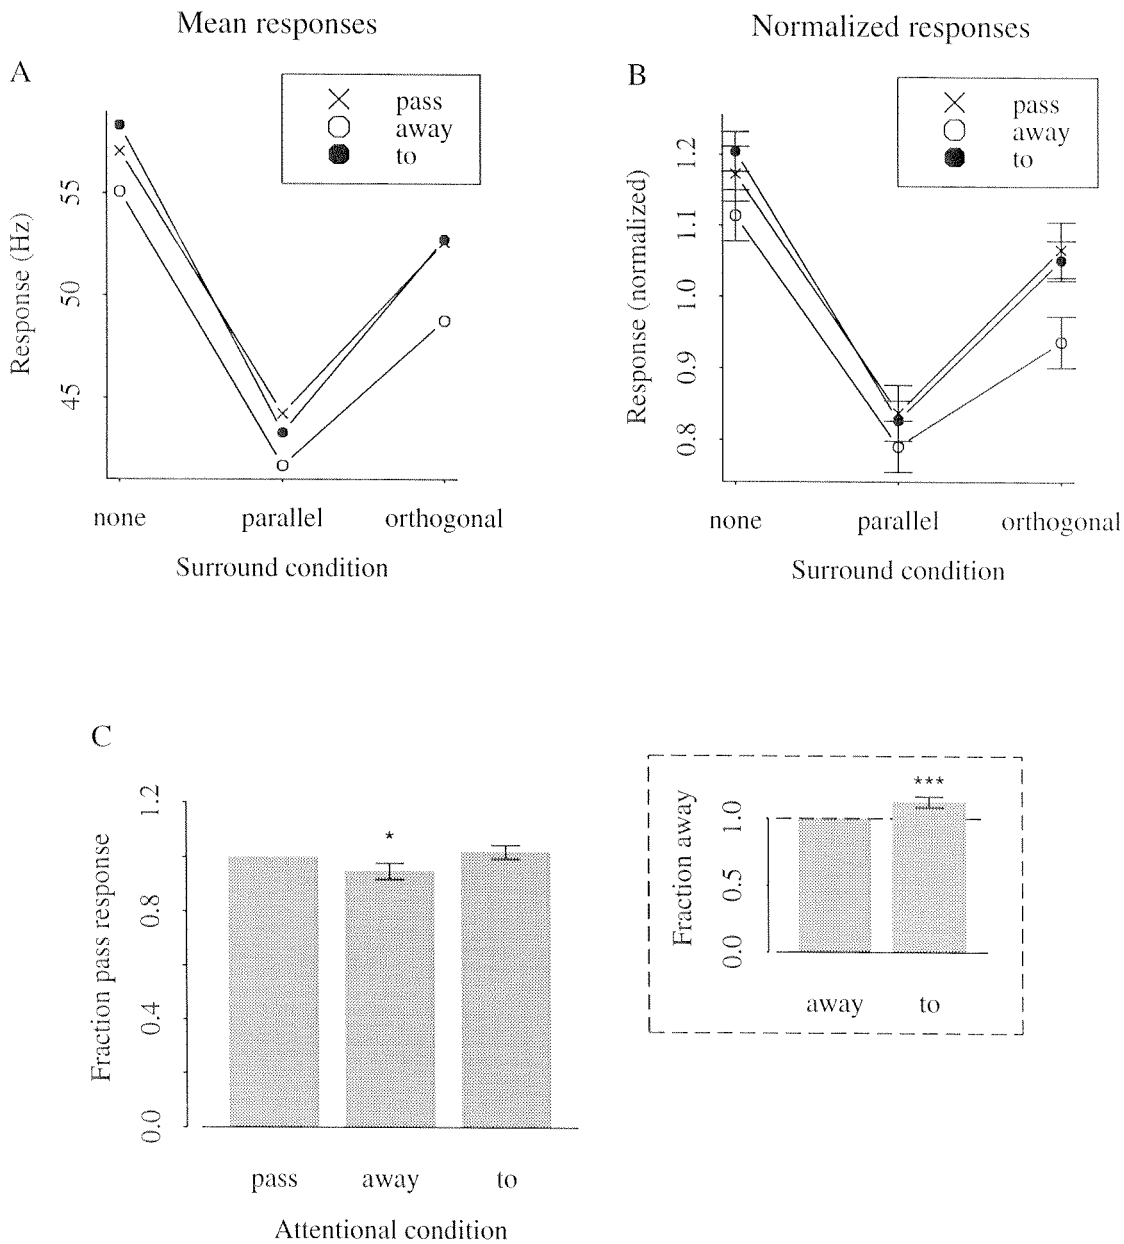 Mean responses
Normalized responses
A
pass
away
to
Response (Hz)
55
50
45
none parallel orthogonal
Surround condition
B
pass
away
to
Response (normalized)
1.2
1.1
1.0
0.9
0.8
none parallel orthogonal
Surround condition
C
Fraction pass response
1.2
0.8
0.4
0.0
*
pass away to
Attentional condition
Fraction away
1.0
0.5
0.0
***
away to